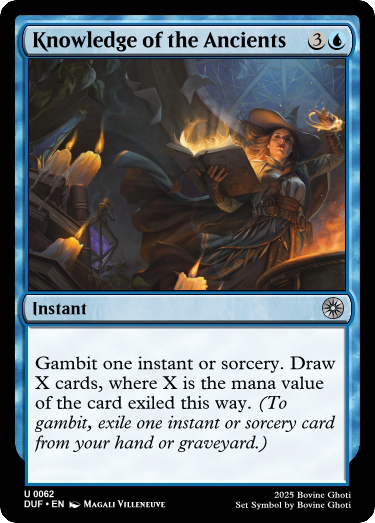 Knowledge of the Ancients 3
Instant
Gambit one instant or sorcery. Draw
X cards, where X is the mana value
of the card exiled this way. (To
gambit, exile one instant or sorcery card
from your hand or graveyard.)
U 0062
DUF • EN Magali Villeneuve
2025 Bovine Ghoti
Set Symbol by Bovine Ghoti